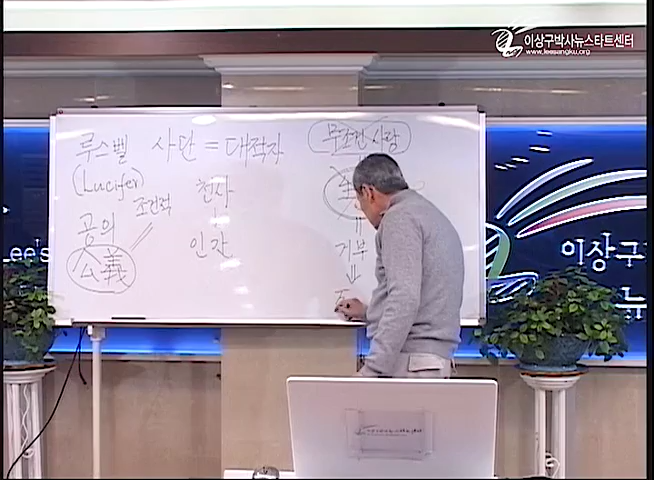 이상구박사뉴스타트센터
www.leesangku.org
루스벨 사단 = 대적자
(Lucifer) 천사
조건적
공의 인간
公義
무조건 사랑
거부
Lee's
이상구
뉴